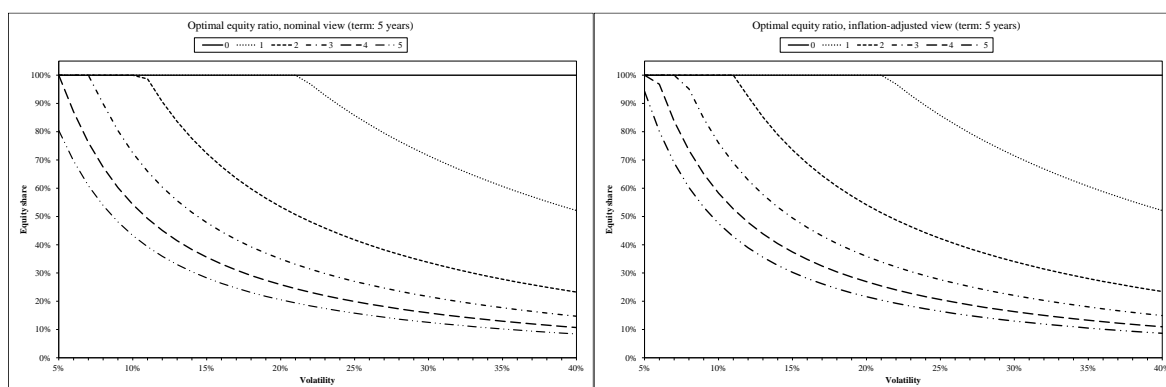 Optimal equity ratio, nominal view (term: 5 years)
0 1 2 3 4 5
100%
90%
80%
70%
60%
50%
40%
30%
20%
10%
0%
Equity share
5% 10% 15% 20% 25% 30% 35% 40%
Volatility
Optimal equity ratio, inflation-adjusted view (term: 5 years)
0 1 2 3 4 5
100%
90%
80%
70%
60%
50%
40%
30%
20%
10%
0%
Equity share
5% 10% 15% 20% 25% 30% 35% 40%
Volatility